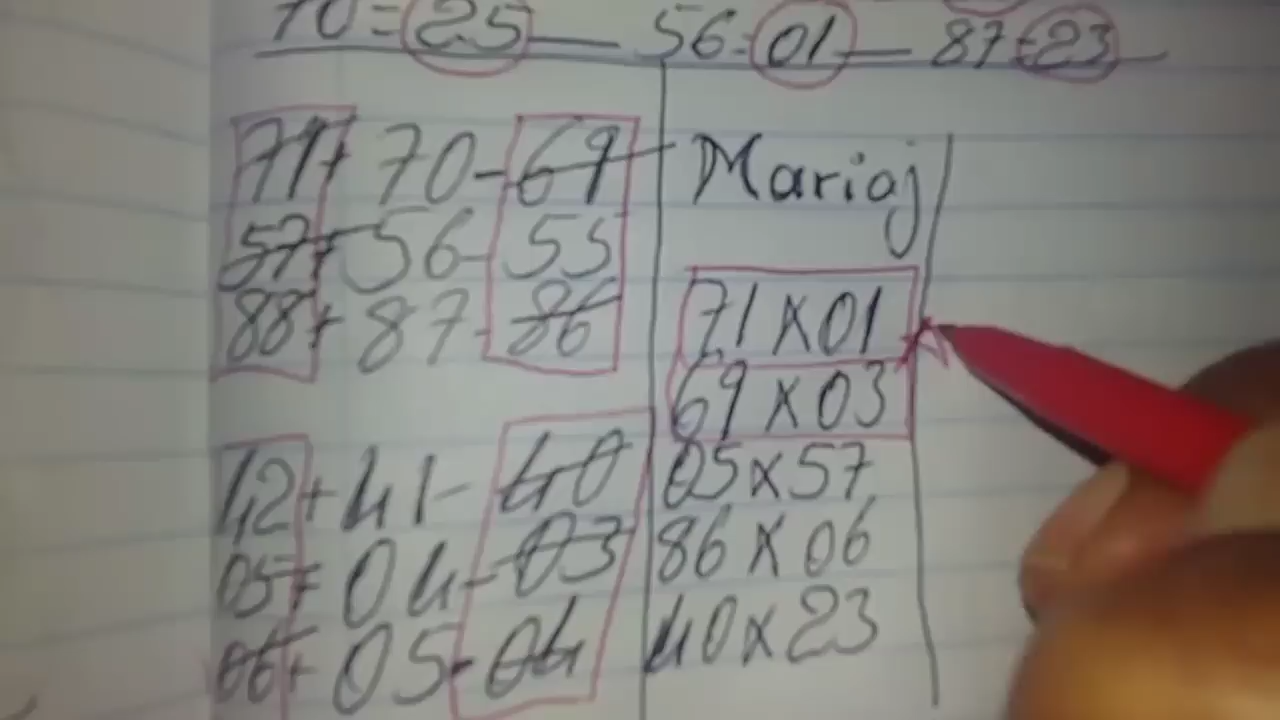 70=25 56=01 87=23
71+ 70-69
57+56-55
88+87-86
42+41-40
05+04-03
06+05-04
Mariaj
71X01
69X03
05X57
86X06
40X23